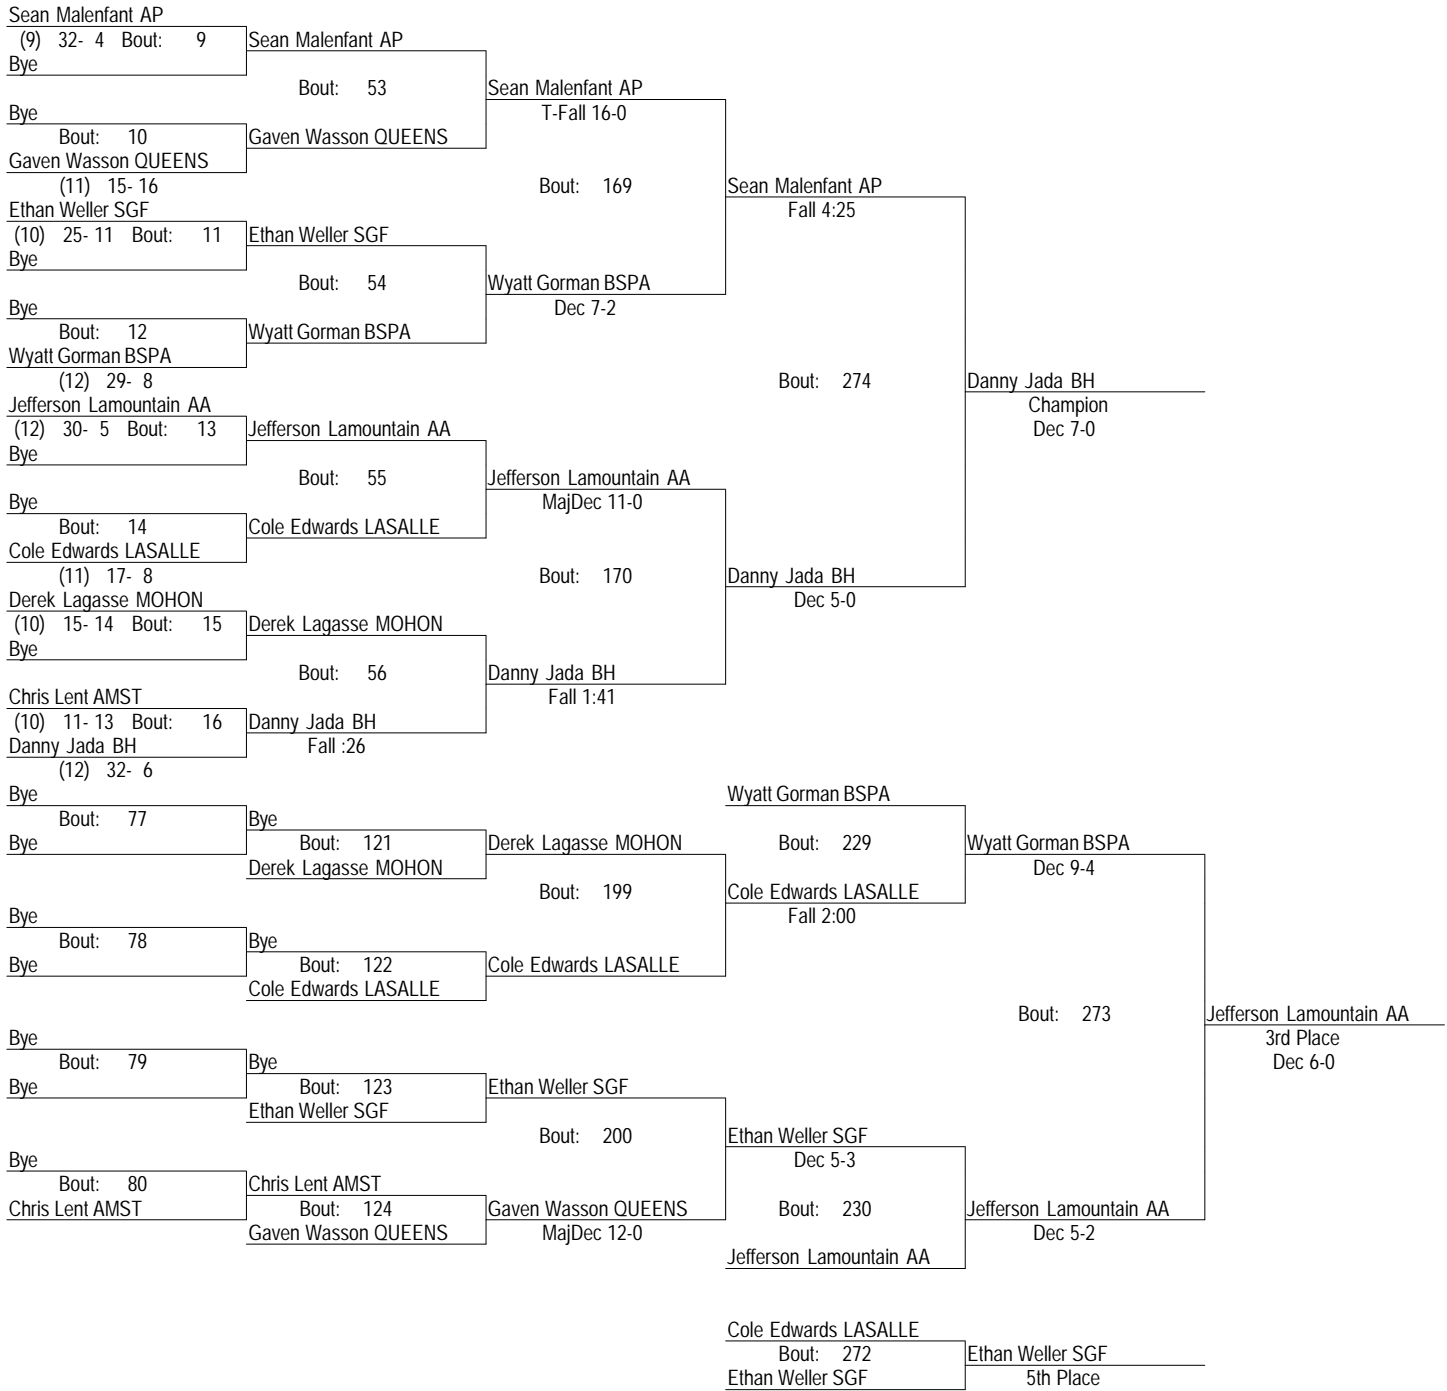 Sean Malenfant AP
(9) 32- 4 Bout: 9 Sean Malenfant AP
Bye
Bout: 53 Sean Malenfant AP
Bye T-Fall 16-0
Bout: 10 Gaven Wasson QUEENS
Gaven Wasson QUEENS
(11) 15- 16 Bout: 169 Sean Malenfant AP
Ethan Weller SGF Fall 4:25
(10) 25- 11 Bout: 11 Ethan Weller SGF
Bye
Bout: 54 Wyatt Gorman BSPA
Bye Dec 7-2
Bout: 12 Wyatt Gorman BSPA
Wyatt Gorman BSPA
(12) 29- 8 Bout: 274 Danny Jada BH
Jefferson Lamountain AA Champion
(12) 30- 5 Bout: 13 Jefferson Lamountain AA Dec 7-0
Bye
Bout: 55 Jefferson Lamountain AA
Bye MajDec 11-0
Bout: 14 Cole Edwards LASALLE
Cole Edwards LASALLE
(11) 17- 8 Bout: 170 Danny Jada BH
Derek Lagasse MOHON Dec 5-0
(10) 15- 14 Bout: 15 Derek Lagasse MOHON
Bye
Bout: 56 Danny Jada BH
Chris Lent AMST Fall 1:41
(10) 11- 13 Bout: 16 Danny Jada BH
Danny Jada BH Fall :26
(12) 32- 6
Bye Wyatt Gorman BSPA
Bout: 77 Bye
Bye Bout: 121 Derek Lagasse MOHON Bout: 229 Wyatt Gorman BSPA
Derek Lagasse MOHON Dec 9-4
Bout: 199 Cole Edwards LASALLE
Bye Fall 2:00
Bout: 78 Bye
Bye Bout: 122 Cole Edwards LASALLE
Cole Edwards LASALLE
Bout: 273 Jefferson Lamountain AA
Bye 3rd Place
Bout: 79 Bye Dec 6-0
Bye Bout: 123 Ethan Weller SGF
Ethan Weller SGF
Bout: 200 Ethan Weller SGF
Bye Dec 5-3
Bout: 80 Chris Lent AMST
Chris Lent AMST Bout: 124 Gaven Wasson QUEENS Bout: 230 Jefferson Lamountain AA
Gaven Wasson QUEENS MajDec 12-0 Dec 5-2
Jefferson Lamountain AA
Cole Edwards LASALLE
Bout: 272 Ethan Weller SGF
Ethan Weller SGF 5th Place